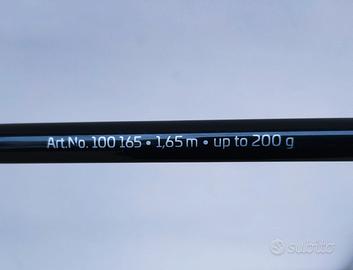 Art.No. 100 165 • 1,65 m • up to 200 g
subito